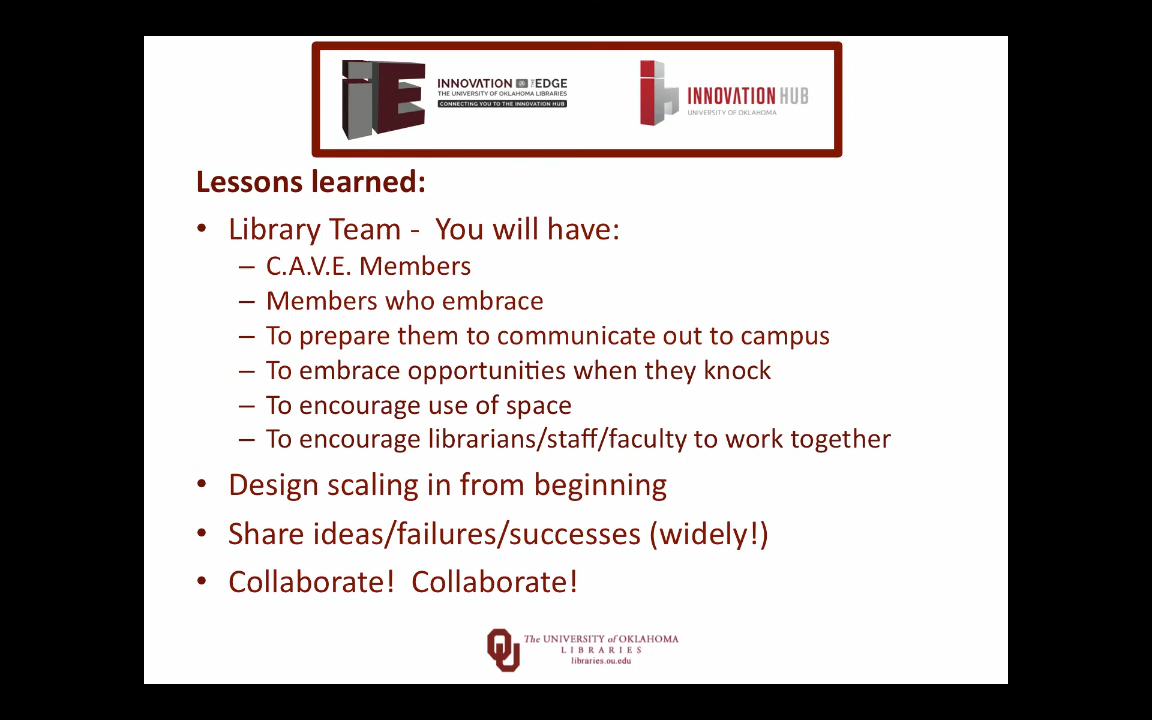 INNOVATION @ THE EDGE
THE UNIVERSITY OF OKLAHOMA LIBRARIES
CONNECTING YOU TO THE INNOVATION HUB
INNOVATION HUB
UNIVERSITY OF OKLAHOMA
Lessons learned:
• Library Team -  You will have:
– C.A.V.E. Members
– Members who embrace
– To prepare them to communicate out to campus
– To embrace opportunities when they knock
– To encourage use of space
– To encourage librarians/staff/faculty to work together
• Design scaling in from beginning
• Share ideas/failures/successes (widely!)
• Collaborate!  Collaborate!
The UNIVERSITY of OKLAHOMA
LIBRARIES
libraries.ou.edu